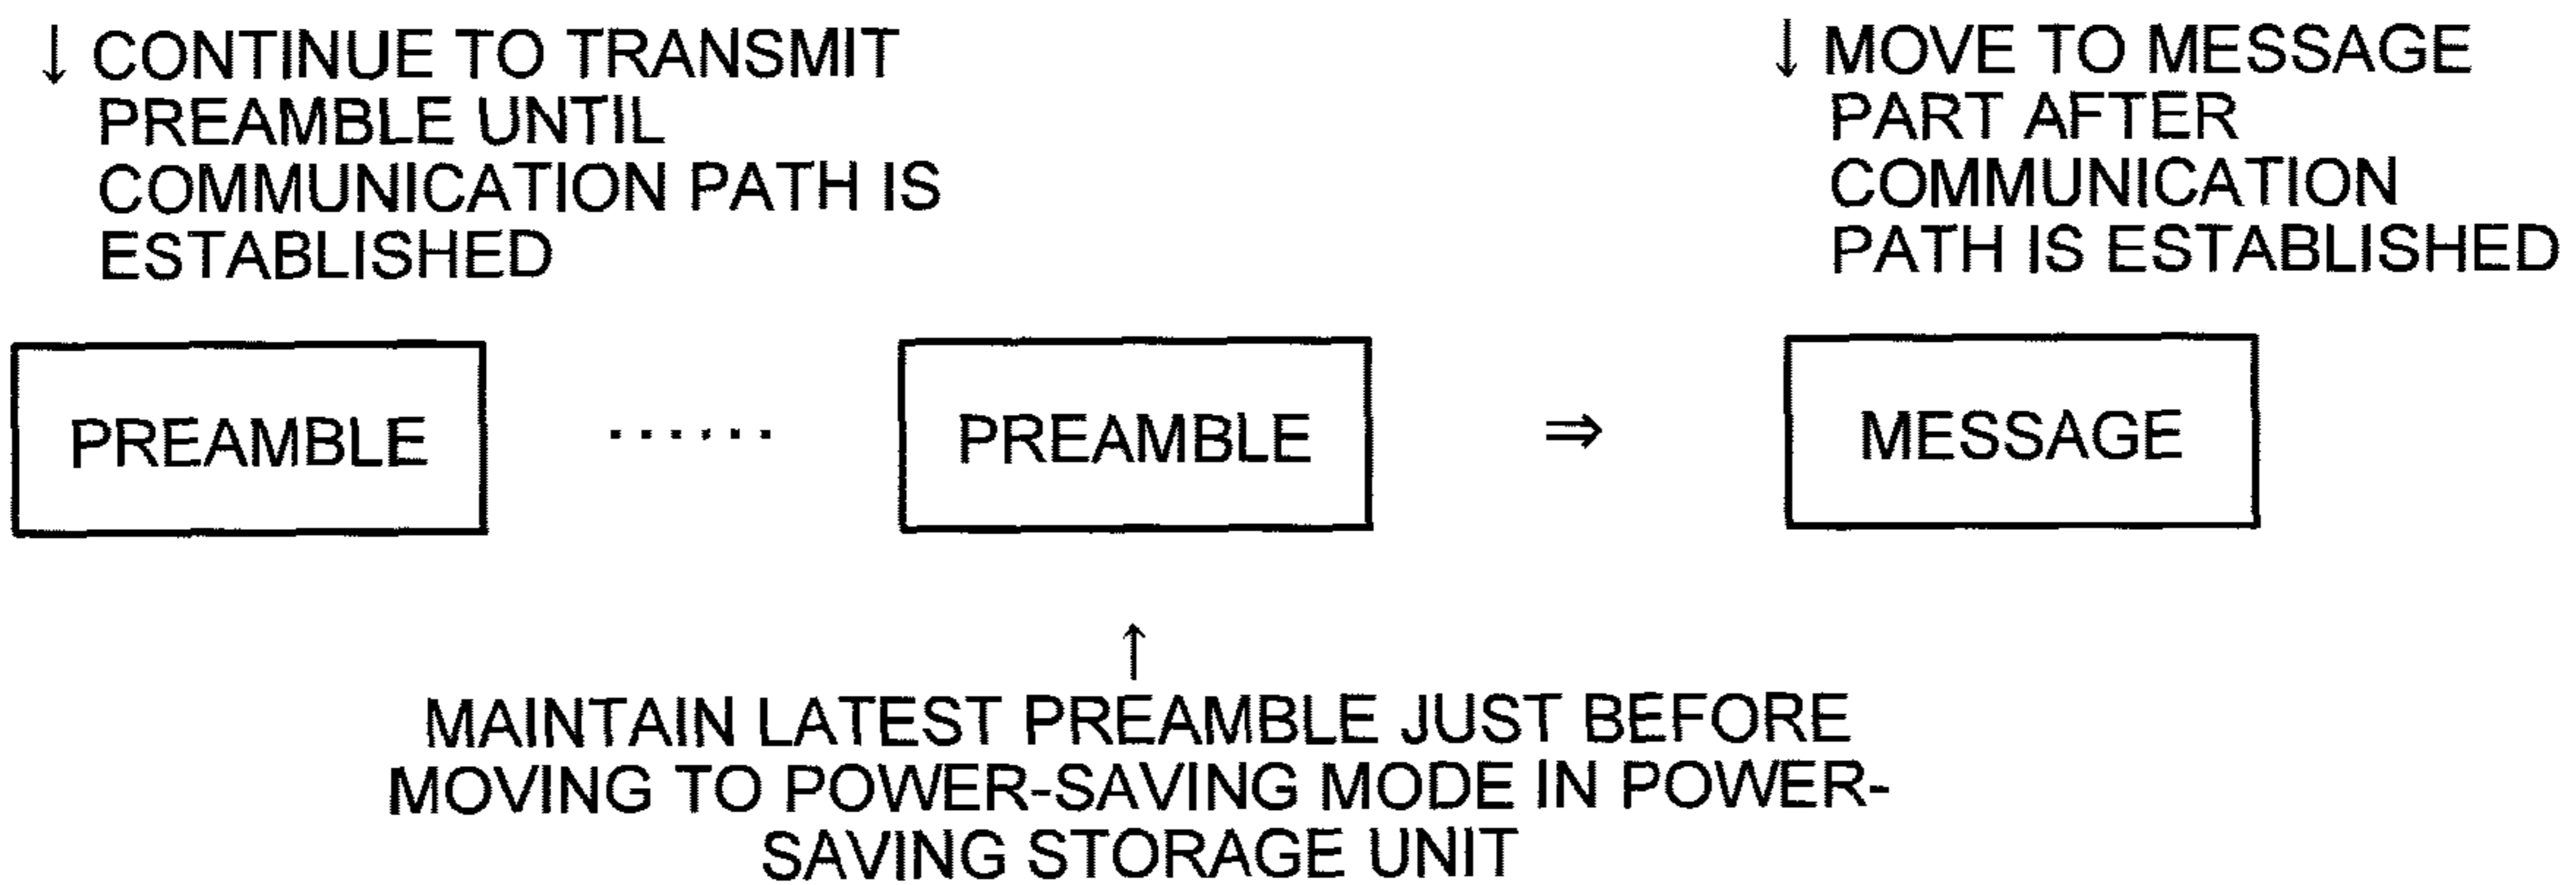 ↓ CONTINUE TO TRANSMIT
PREAMBLE UNTIL
COMMUNICATION PATH IS
ESTABLISHED
↓ MOVE TO MESSAGE
PART AFTER
COMMUNICATION
PATH IS ESTABLISHED
PREAMBLE ······ PREAMBLE ⇒ MESSAGE
↑
MAINTAIN LATEST PREAMBLE JUST BEFORE
MOVING TO POWER-SAVING MODE IN POWER-
SAVING STORAGE UNIT